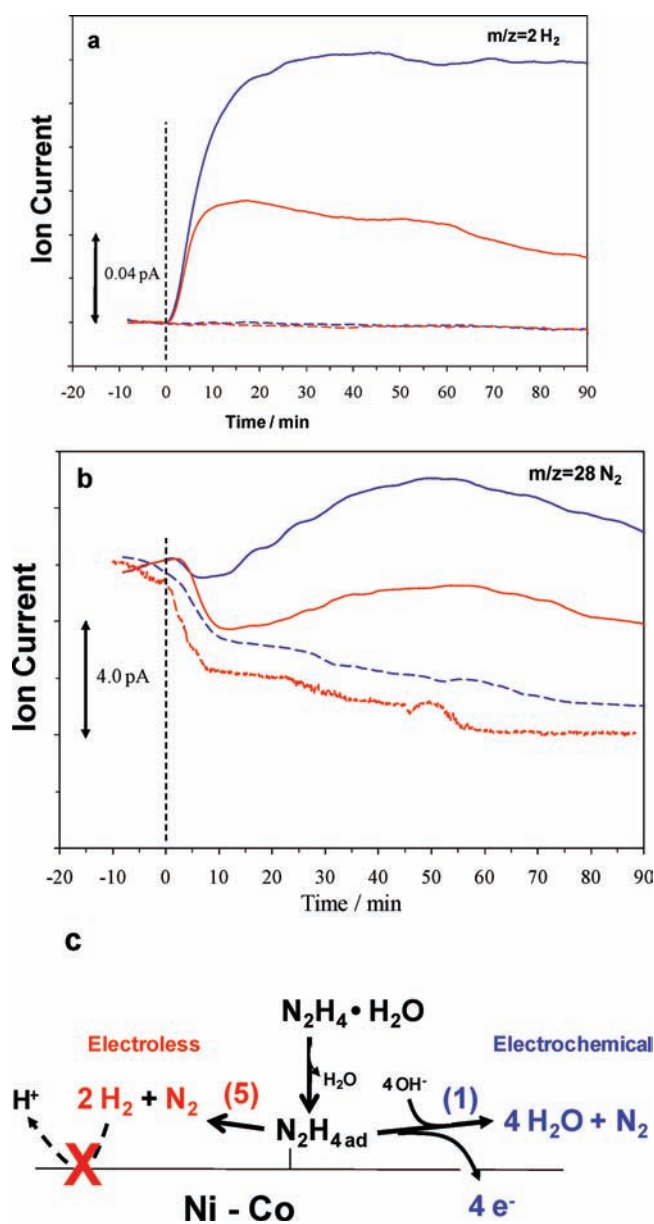 a
m/z=2 H₂
Ion Current
0.04 pA
-20 -10 0 10 20 30 40 50 60 70 80 90
Time / min
b
m/z=28 N₂
Ion Current
4.0 pA
-20 -10 0 10 20 30 40 50 60 70 80 90
Time / min
c
N₂H₄• H₂O
Electroless
Electrochemical
H₂O
4 OH⁻
H⁺
2 H₂ + N₂
(5)
(1)
4 H₂O + N₂
N₂H₄ ad
X
Ni - Co
4 e⁻